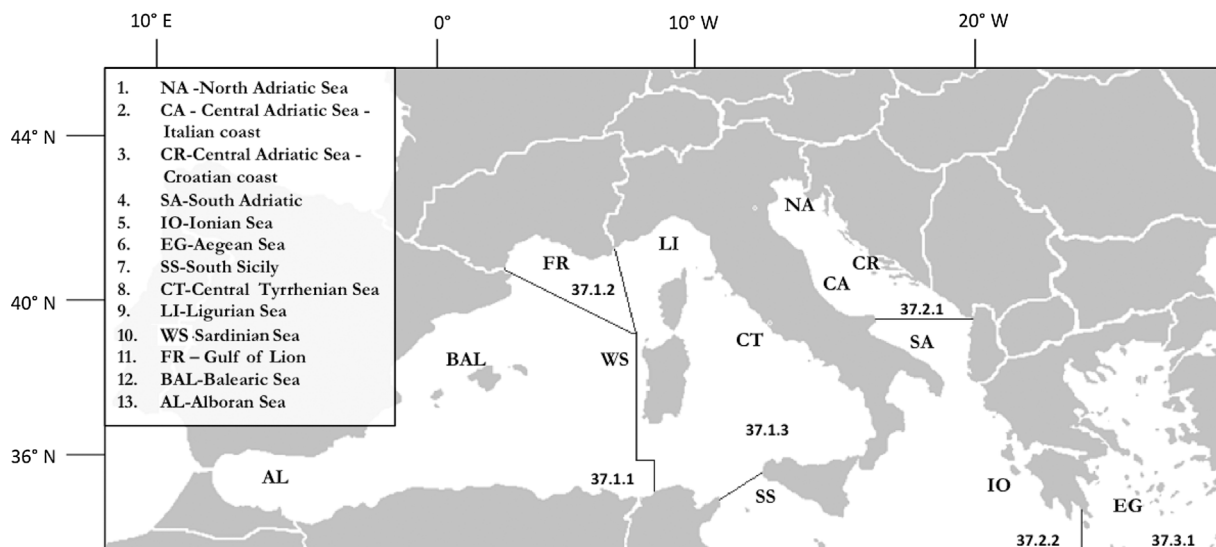 10° E 0° 10° W 20° W
44° N
40° N
36° N
1. NA -North Adriatic Sea
2. CA - Central Adriatic Sea -
Italian coast
3. CR-Central Adriatic Sea -
Croatian coast
4. SA-South Adriatic
5. IO-Ionian Sea
6. EG-Aegean Sea
7. SS-South Sicily
8. CT-Central Tyrrhenian Sea
9. LI-Ligurian Sea
10. WS-Sardinian Sea
11. FR – Gulf of Lion
12. BAL-Balearic Sea
13. AL-Alboran Sea
NA
LI
FR
CR
37.1.2
CA
37.2.1
CT
SA
BAL
WS
37.1.3
AL
37.1.1
SS
IO
EG
37.2.2
37.3.1